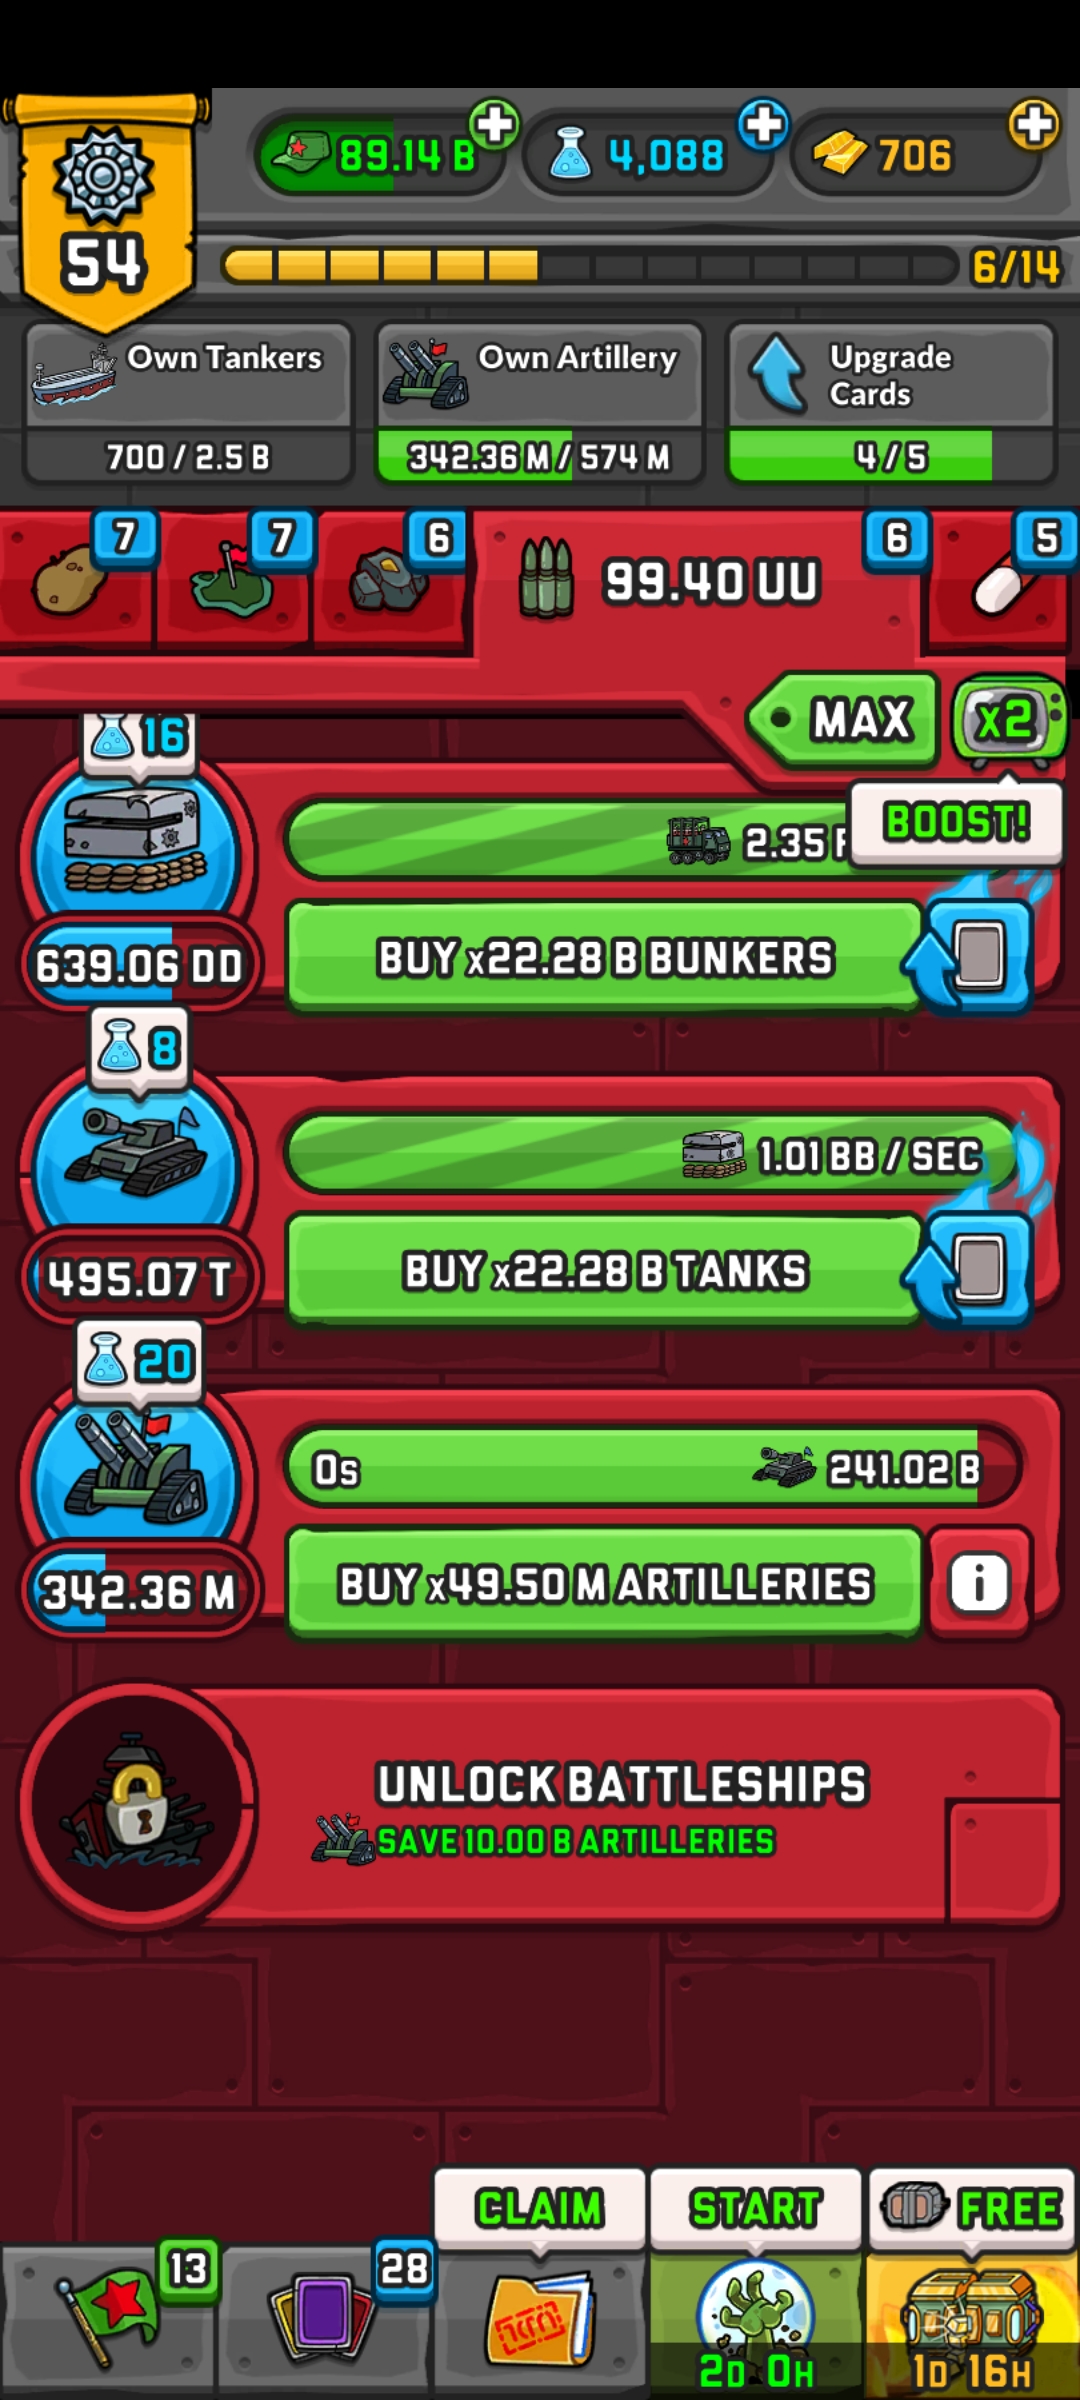 89.14 B
4,088
706
54
6/14
Own Tankers
700 / 2.5 B
Own Artillery
342.36 M / 574 M
Upgrade
Cards
4 / 5
7
7
6
99.40 UU
6
5
MAX
x2
BOOST!
16
2.35
639.06 DD
BUY x22.28 B BUNKERS
8
1.01 BB / SEC
495.07 T
BUY x22.28 B TANKS
20
0s
241.02 B
342.36 M
BUY x49.50 M ARTILLERIES
i
UNLOCK BATTLESHIPS
SAVE 10.00 B ARTILLERIES
CLAIM
START
FREE
13
28
2D 0H
1D 16H